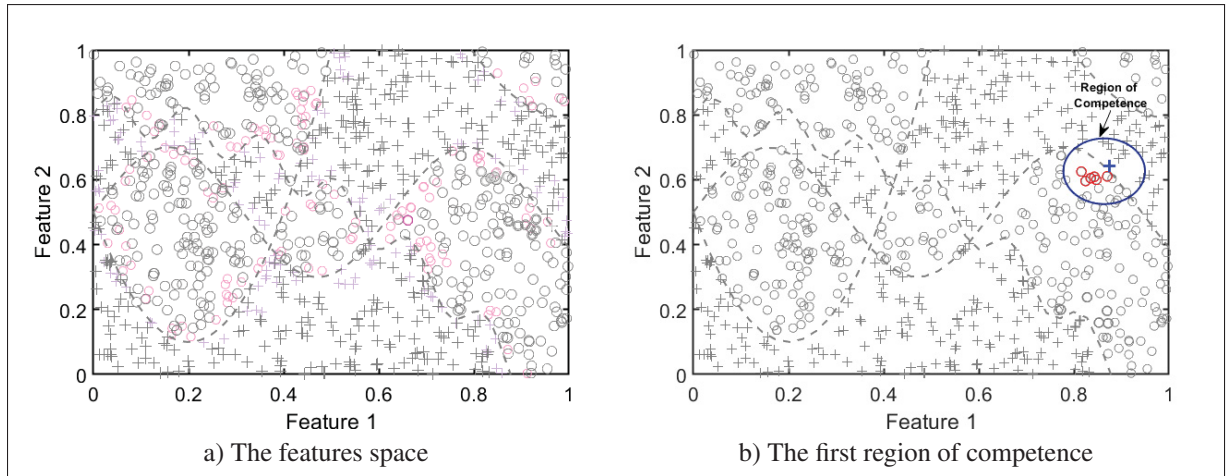 1
0.8
0.6
0.4
0.2
0
Feature 2
0 0.2 0.4 0.6 0.8 1
Feature 1
a) The features space
1
0.8
0.6
0.4
0.2
0
Feature 2
Region of
Competence
0 0.2 0.4 0.6 0.8 1
Feature 1
b) The first region of competence